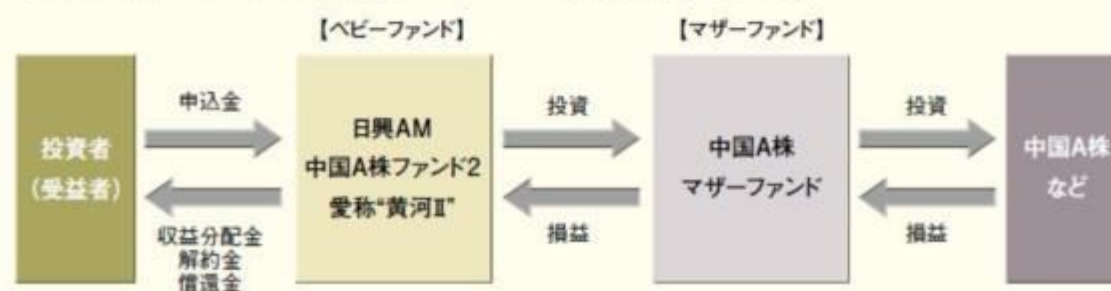 【ベビーファンド】
【マザーファンド】
投資者
(受益者)
申込金
収益分配金
解約金
償還金
日興AM
中国A株ファンド2
愛称“黄河Ⅱ”
投資
損益
中国A株
マザーファンド
投資
損益
中国A株
など